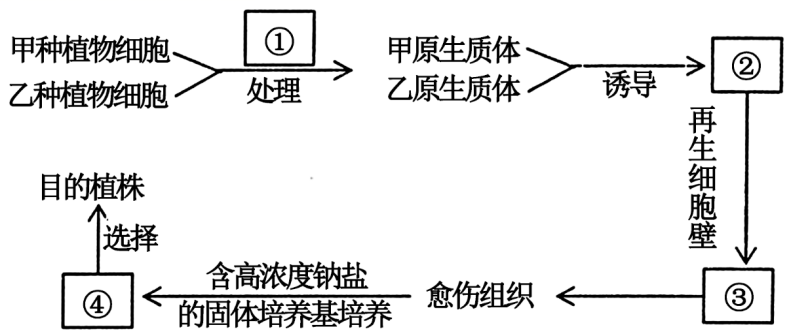 甲种植物细胞
乙种植物细胞
①
处理
甲原生质体
乙原生质体
诱导
②
再生细胞壁
③
愈伤组织
含高浓度钠盐
的固体培养基培养
④
选择
目的植株